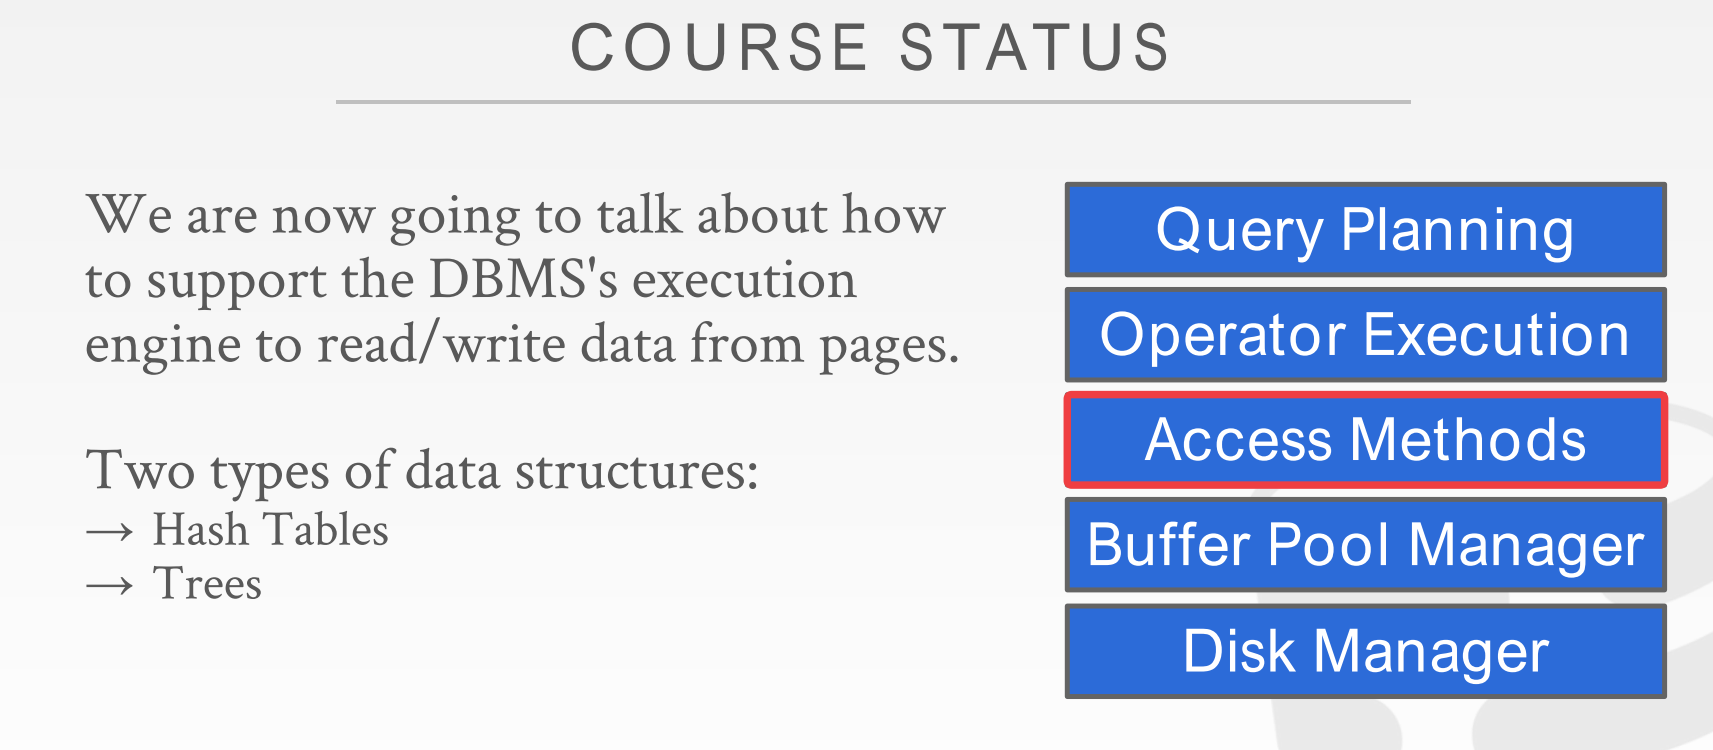 COURSE STATUS
We are now going to talk about how
to support the DBMS's execution
engine to read/write data from pages.
Two types of data structures:
→ Hash Tables
→ Trees
Query Planning
Operator Execution
Access Methods
Buffer Pool Manager
Disk Manager